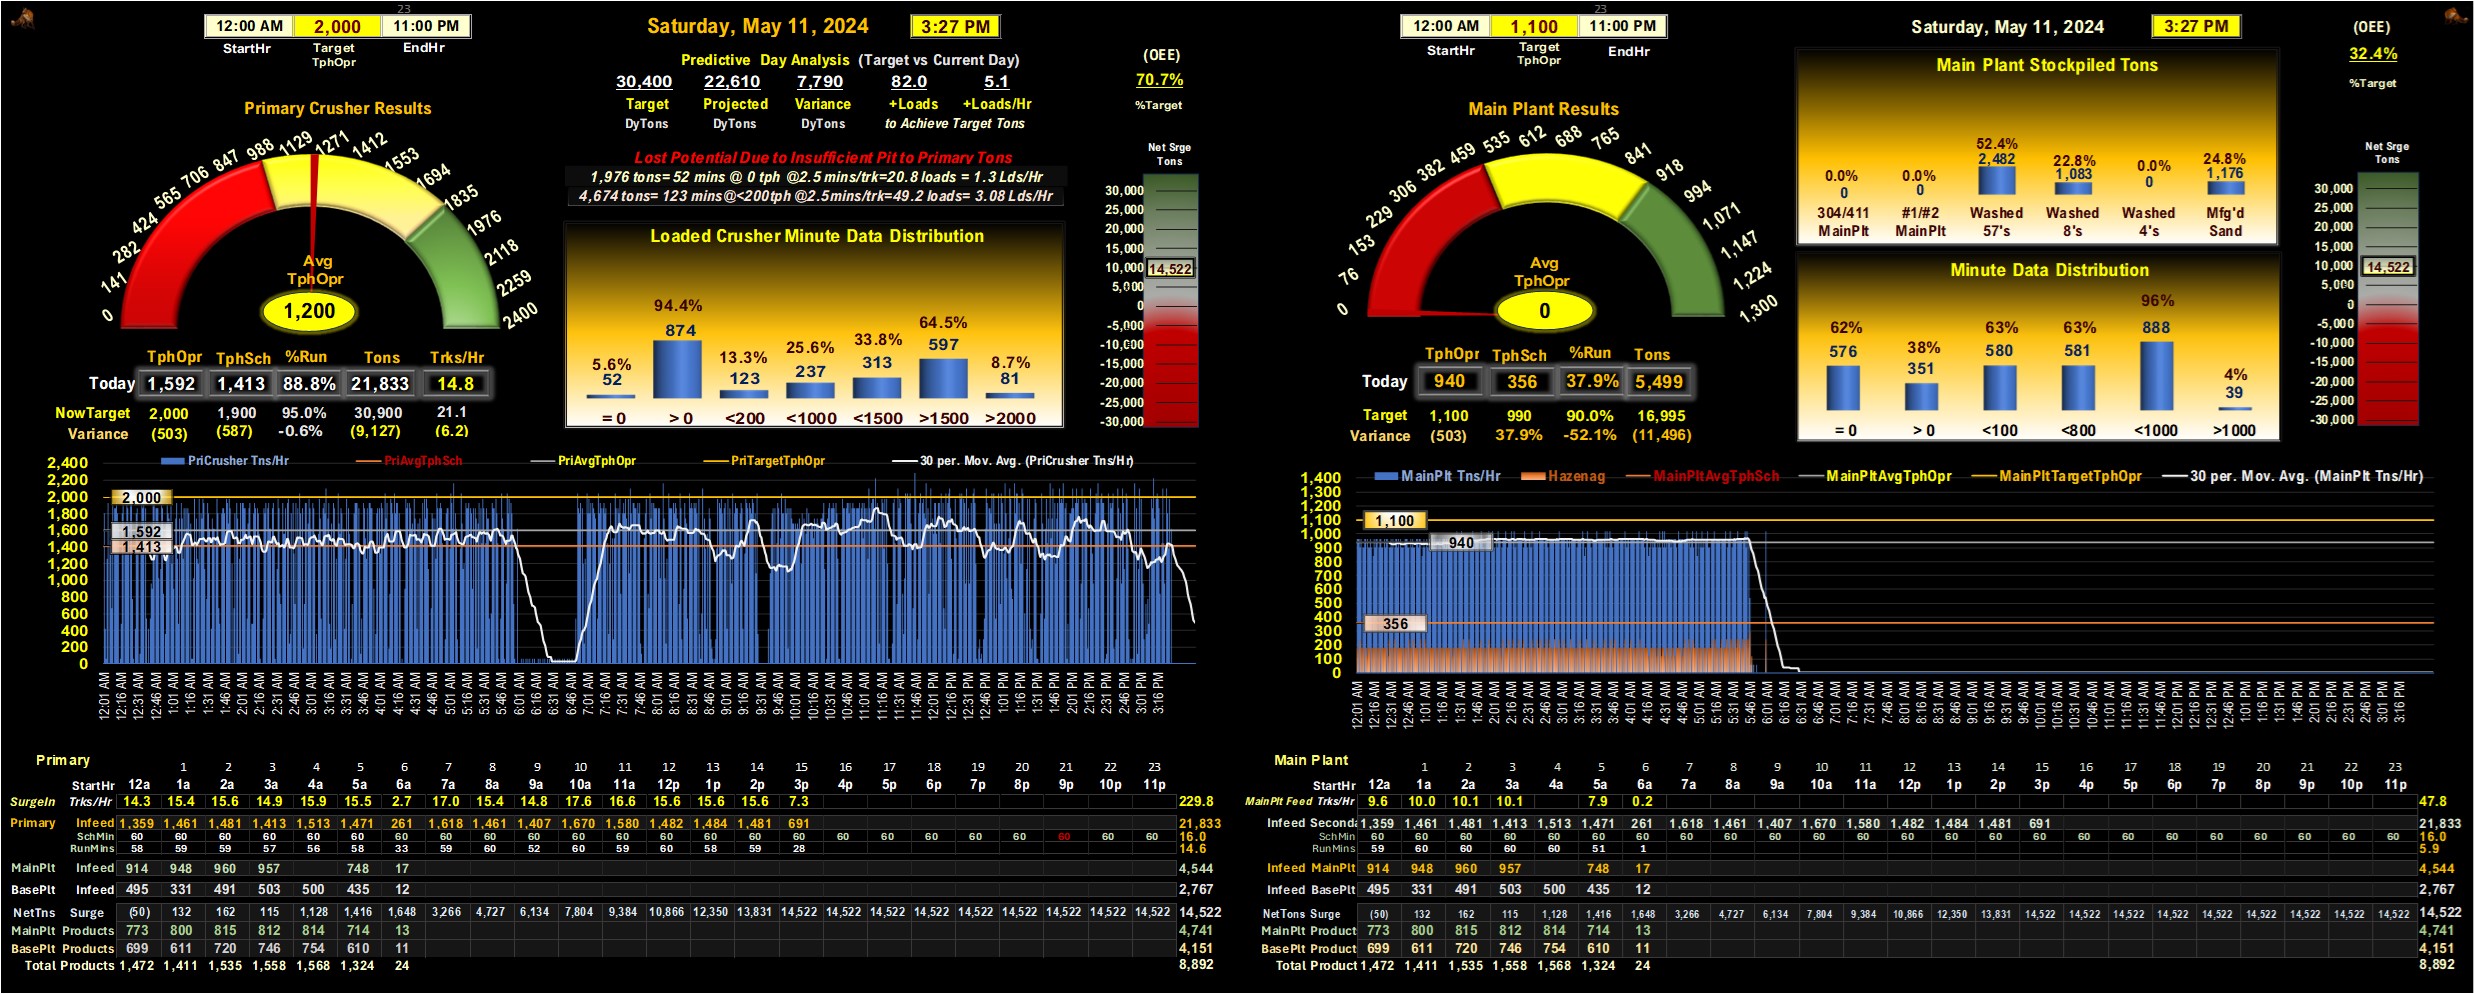 23
12:00 AM 2,000 11:00 PM
StartHr Target TphOpr EndHr
Saturday, May 11, 2024 3:27 PM
Predictive Day Analysis (Target vs Current Day)
30,400 22,610 7,790 82.0 5.1
Target Projected Variance +Loads +Loads/Hr
DyTons DyTons DyTons to Achieve Target Tons
(OEE)
70.7%
%Target
Primary Crusher Results
0 141 282 424 565 706 847 988 1129 1271 1412 1553 1694 1835 1976 2118 2259 2400
Avg
TphOpr
1,200
Lost Potential Due to Insufficient Pit to Primary Tons
1,976 tons= 52 mins @ 0 tph @2.5 mins/trk=20.8 loads = 1.3 Lds/Hr
4,674 tons= 123 mins@<200tph @2.5mins/trk=49.2 loads= 3.08 Lds/Hr
Loaded Crusher Minute Data Distribution
5.6% 94.4% 13.3% 25.6% 33.8% 64.5% 8.7%
52 874 123 237 313 597 81
= 0 > 0 <200 <1000 <1500 >1500 >2000
Net Srge
Tons
30,000
25,000
20,000
15,000
10,000 14,522
5,000
0
-5,000
-10,000
-15,000
-20,000
-25,000
-30,000
TphOpr TphSch %Run Tons Trks/Hr
Today 1,592 1,413 88.8% 21,833 14.8
NowTarget 2,000 1,900 95.0% 30,900 21.1
Variance (503) (587) -0.6% (9,127) (6.2)
PriCrusher Tns/Hr PriAvgTphSch PriAvgTphOpr PriTargetTphOpr 30 per. Mov. Avg. (PriCrusher Tns/Hr)
2,400
2,200
2,000 2,000
1,800
1,600 1,592
1,400 1,413
1,200
1,000
800
600
400
200
0
12:01 AM 12:16 AM 12:31 AM 12:46 AM 1:01 AM 1:16 AM 1:31 AM 1:46 AM 2:01 AM 2:16 AM 2:31 AM 2:46 AM 3:01 AM 3:16 AM 3:31 AM 3:46 AM 4:01 AM 4:16 AM 4:31 AM 4:46 AM 5:01 AM 5:16 AM 5:31 AM 5:46 AM 6:01 AM 6:16 AM 6:31 AM 6:46 AM 7:01 AM 7:16 AM 7:31 AM 7:46 AM 8:01 AM 8:16 AM 8:31 AM 8:46 AM 9:01 AM 9:16 AM 9:31 AM 9:46 AM 10:01 AM 10:16 AM 10:31 AM 10:46 AM 11:01 AM 11:16 AM 11:31 AM 11:46 AM 12:01 PM 12:16 PM 12:31 PM 12:46 PM 1:01 PM 1:16 PM 1:31 PM 1:46 PM 2:01 PM 2:16 PM 2:31 PM 2:46 PM 3:01 PM 3:16 PM
Primary
1 2 3 4 5 6 7 8 9 10 11 12 13 14 15 16 17 18 19 20 21 22 23
StartHr 12a 1a 2a 3a 4a 5a 6a 7a 8a 9a 10a 11a 12p 1p 2p 3p 4p 5p 6p 7p 8p 9p 10p 11p
SurgeIn Trks/Hr 14.3 15.4 15.6 14.9 15.9 15.5 2.7 17.0 15.4 14.8 17.6 16.6 15.6 15.6 15.6 7.3 229.8
Primary Infeed 1,359 1,461 1,481 1,413 1,513 1,471 261 1,618 1,461 1,407 1,670 1,580 1,482 1,484 1,481 691 21,833
SchMin 60 60 60 60 60 60 60 60 60 60 60 60 60 60 60 60 60 60 60 60 60 60 60 60 16.0
RunMins 58 59 59 57 56 58 33 59 60 52 60 59 60 58 59 28 14.6
MainPlt Infeed 914 948 960 957 748 17 4,544
BasePlt Infeed 495 331 491 503 500 435 12 2,767
NetTns Surge (50) 132 162 115 1,128 1,416 1,648 3,266 4,727 6,134 7,804 9,384 10,866 12,350 13,831 14,522 14,522 14,522 14,522 14,522 14,522 14,522 14,522 14,522 14,522
MainPlt Products 773 800 815 812 814 714 13 4,741
BasePlt Products 699 611 720 746 754 610 11 4,151
Total Products 1,472 1,411 1,535 1,558 1,568 1,324 24 8,892
23
12:00 AM 1,100 11:00 PM
StartHr Target TphOpr EndHr
Saturday, May 11, 2024 3:27 PM
(OEE)
32.4%
%Target
Main Plant Results
0 76 153 229 306 382 459 535 612 688 765 841 918 994 1,071 1,147 1,224 1,300
Avg
TphOpr
0
Main Plant Stockpiled Tons
0.0% 0.0% 52.4% 22.8% 0.0% 24.8%
0 0 2,482 1,083 0 1,176
304/411 #1/#2 Washed Washed Washed Mfg'd
MainPlt MainPlt 57's 8's 4's Sand
Minute Data Distribution
62% 38% 63% 63% 96% 4%
576 351 580 581 888 39
= 0 > 0 <100 <800 <1000 >1000
Net Srge
Tons
30,000
25,000
20,000
15,000
10,000 14,522
5,000
0
-5,000
-10,000
-15,000
-20,000
-25,000
-30,000
TphOpr TphSch %Run Tons
Today 940 356 37.9% 5,499
Target 1,100 990 90.0% 16,995
Variance (503) 37.9% -52.1% (11,496)
MainPlt Tns/Hr Hazenag MainPltAvgTphSch MainPltAvgTphOpr MainPltTargetTphOpr 30 per. Mov. Avg. (MainPlt Tns/Hr)
1,400
1,300
1,200
1,100 1,100
1,000
900 940
800
700
600
500
400
300 356
200
100
0
12:01 AM 12:16 AM 12:31 AM 12:46 AM 1:01 AM 1:16 AM 1:31 AM 1:46 AM 2:01 AM 2:16 AM 2:31 AM 2:46 AM 3:01 AM 3:16 AM 3:31 AM 3:46 AM 4:01 AM 4:16 AM 4:31 AM 4:46 AM 5:01 AM 5:16 AM 5:31 AM 5:46 AM 6:01 AM 6:16 AM 6:31 AM 6:46 AM 7:01 AM 7:16 AM 7:31 AM 7:46 AM 8:01 AM 8:16 AM 8:31 AM 8:46 AM 9:01 AM 9:16 AM 9:31 AM 9:46 AM 10:01 AM 10:16 AM 10:31 AM 10:46 AM 11:01 AM 11:16 AM 11:31 AM 11:46 AM 12:01 PM 12:16 PM 12:31 PM 12:46 PM 1:01 PM 1:16 PM 1:31 PM 1:46 PM 2:01 PM 2:16 PM 2:31 PM 2:46 PM 3:01 PM 3:16 PM
Main Plant
1 2 3 4 5 6 7 8 9 10 11 12 13 14 15 16 17 18 19 20 21 22 23
StartHr 12a 1a 2a 3a 4a 5a 6a 7a 8a 9a 10a 11a 12p 1p 2p 3p 4p 5p 6p 7p 8p 9p 10p 11p
MainPlt Feed Trks/Hr 9.6 10.0 10.1 10.1 7.9 0.2 47.8
Infeed Seconda 1,359 1,461 1,481 1,413 1,513 1,471 261 1,618 1,461 1,407 1,670 1,580 1,482 1,484 1,481 691 21,833
SchMin 60 60 60 60 60 60 60 60 60 60 60 60 60 60 60 60 60 60 60 60 60 60 60 60 16.0
RunMins 59 60 60 60 60 51 1 5.9
Infeed MainPlt 914 948 960 957 748 17 4,544
Infeed BasePlt 495 331 491 503 500 435 12 2,767
NetTons Surge (50) 132 162 115 1,128 1,416 1,648 3,266 4,727 6,134 7,804 9,384 10,866 12,350 13,831 14,522 14,522 14,522 14,522 14,522 14,522 14,522 14,522 14,522 14,522
MainPlt Product 773 800 815 812 814 714 13 4,741
BasePlt Product 699 611 720 746 754 610 11 4,151
Total Product 1,472 1,411 1,535 1,558 1,568 1,324 24 8,892